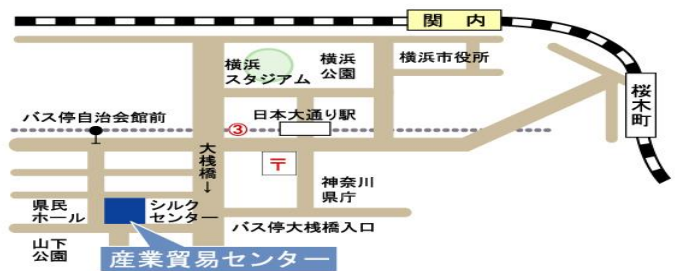 関 内
横浜
スタジアム
横浜
公園
横浜市役所
桜木町
バス停自治会館前
③
日本大通り駅
大桟橋↓
〒
神奈川
県庁
県民
ホール
シルク
センター
バス停大桟橋入口
山下
公園
産業貿易センター